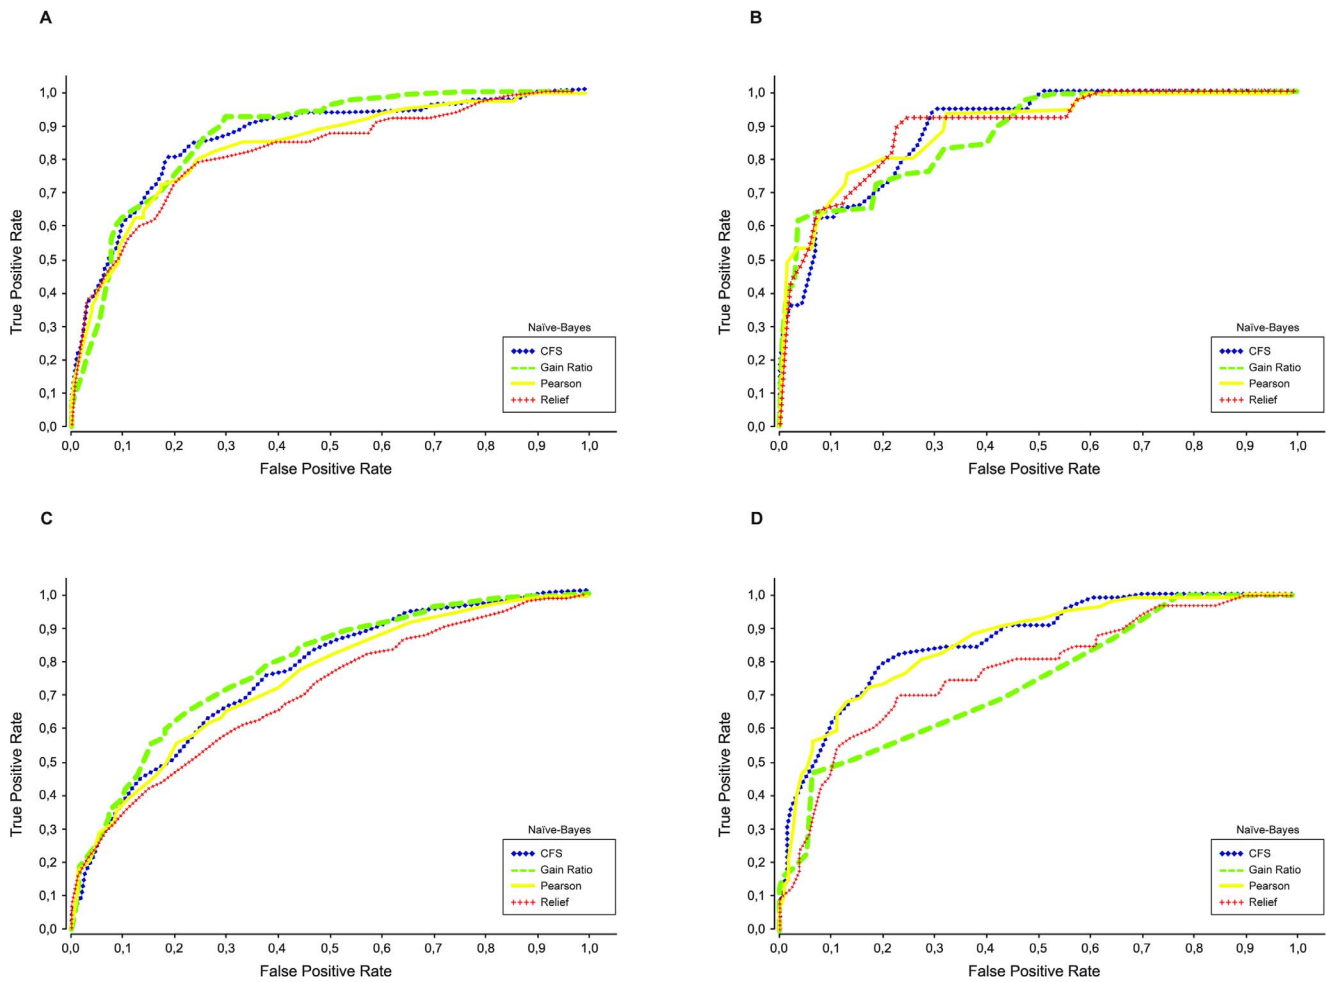 A
1,0
0,9
0,8
0,7
0,6
0,5
0,4
0,3
0,2
0,1
0,0
True Positive Rate
0,0 0,1 0,2 0,3 0,4 0,5 0,6 0,7 0,8 0,9 1,0
False Positive Rate
Naïve-Bayes
CFS
Gain Ratio
Pearson
Relief
B
1,0
0,9
0,8
0,7
0,6
0,5
0,4
0,3
0,2
0,1
0,0
True Positive Rate
0,0 0,1 0,2 0,3 0,4 0,5 0,6 0,7 0,8 0,9 1,0
False Positive Rate
Naïve-Bayes
CFS
Gain Ratio
Pearson
Relief
C
1,0
0,9
0,8
0,7
0,6
0,5
0,4
0,3
0,2
0,1
0,0
True Positive Rate
0,0 0,1 0,2 0,3 0,4 0,5 0,6 0,7 0,8 0,9 1,0
False Positive Rate
Naïve-Bayes
CFS
Gain Ratio
Pearson
Relief
D
1,0
0,9
0,8
0,7
0,6
0,5
0,4
0,3
0,2
0,1
0,0
True Positive Rate
0,0 0,1 0,2 0,3 0,4 0,5 0,6 0,7 0,8 0,9 1,0
False Positive Rate
Naïve-Bayes
CFS
Gain Ratio
Pearson
Relief